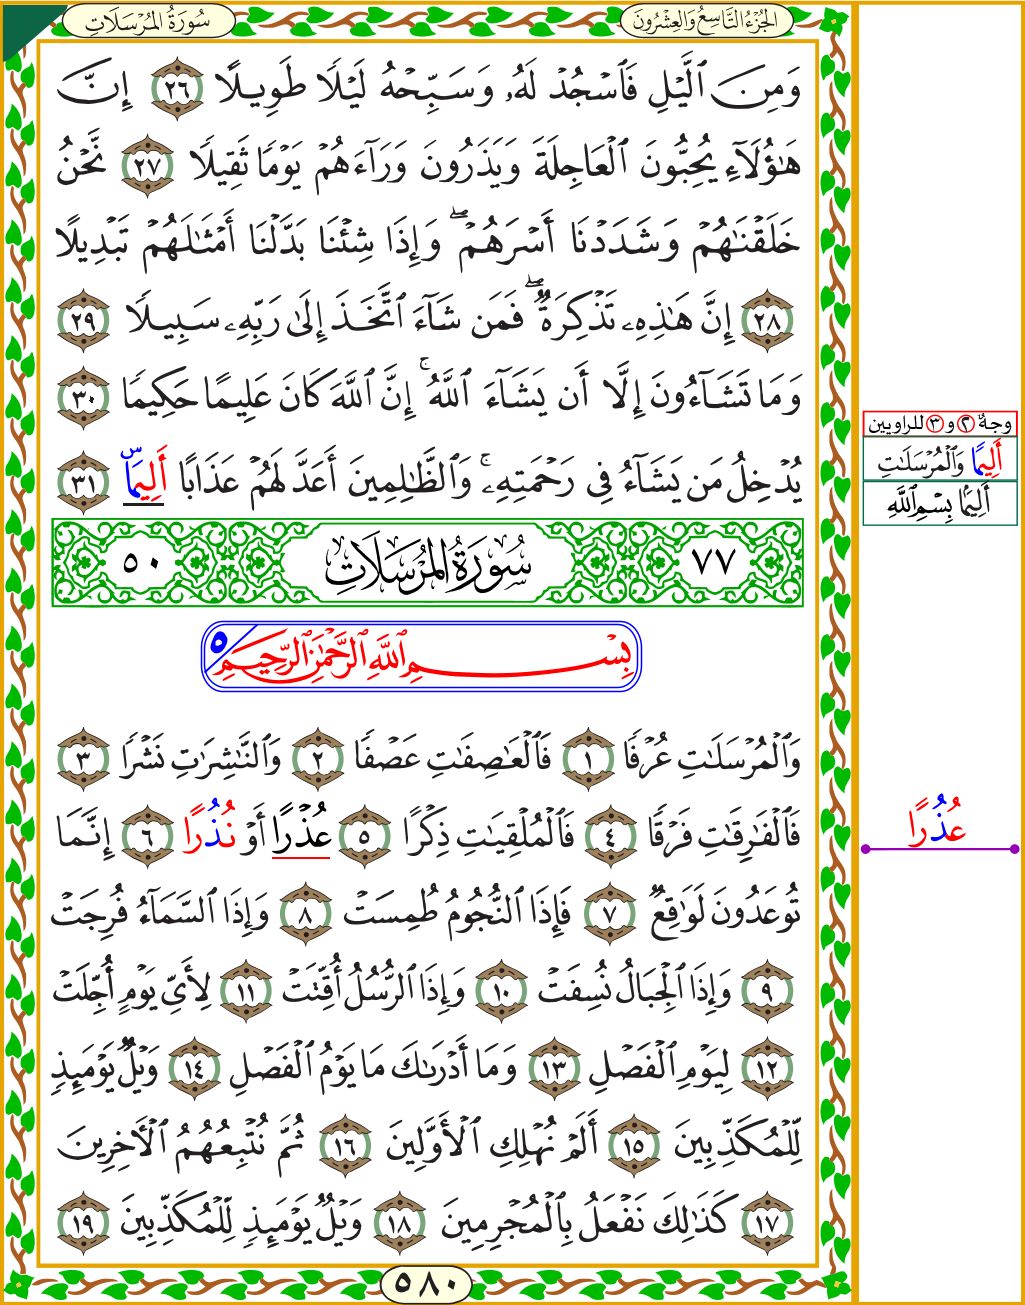 سُورَةُ المُرْسَلَاتِ
الجُزْءُ التَّاسِعُ وَالعِشْرُونَ
وَمِنَ ٱلَّيۡلِ فَٱسۡجُدۡ لَهُۥ وَسَبِّحۡهُ لَيۡلٗا طَوِيلًا ٢٦ إِنَّ
هَٰٓؤُلَآءِ يُحِبُّونَ ٱلۡعَاجِلَةَ وَيَذَرُونَ وَرَآءَهُمۡ يَوۡمٗا ثَقِيلٗا ٢٧ نَّحۡنُ
خَلَقۡنَٰهُمۡ وَشَدَدۡنَآ أَسۡرَهُمۡۖ وَإِذَا شِئۡنَا بَدَّلۡنَآ أَمۡثَٰلَهُمۡ تَبۡدِيلًا
٢٨ إِنَّ هَٰذِهِۦ تَذۡكِرَةٞۖ فَمَن شَآءَ ٱتَّخَذَ إِلَىٰ رَبِّهِۦ سَبِيلٗا ٢٩
وَمَا تَشَآءُونَ إِلَّآ أَن يَشَآءَ ٱللَّهُۚ إِنَّ ٱللَّهَ كَانَ عَلِيمًا حَكِيمٗا ٣٠
يُدۡخِلُ مَن يَشَآءُ فِي رَحۡمَتِهِۦۚ وَٱلظَّٰلِمِينَ أَعَدَّ لَهُمۡ عَذَابًا أَلِيمَۢا س ٣١
وجهٌ ٢ و ٣ للراويين
أَلِيمٗا وَٱلۡمُرۡسَلَٰتِ
أَلِيمَۢا بِسۡمِ ٱللَّهِ
٧٧ سُورَةُ المُرْسَلَاتِ ٥٠
بِسۡمِ ٱللَّهِ ٱلرَّحۡمَٰنِ ٱلرَّحِيمِ ٥
وَٱلۡمُرۡسَلَٰتِ عُرۡفٗا ١ فَٱلۡعَٰصِفَٰتِ عَصۡفٗا ٢ وَٱلنَّٰشِرَٰتِ نَشۡرٗا ٣
فَٱلۡفَٰرِقَٰتِ فَرۡقٗا ٤ فَٱلۡمُلۡقِيَٰتِ ذِكۡرًا ٥ عُذۡرًا أَوۡ نُذُرًا ٦ إِنَّمَا
عُذُرًا
تُوعَدُونَ لَوَٰقِعٞ ٧ فَإِذَا ٱلنُّجُومُ طُمِسَتۡ ٨ وَإِذَا ٱلسَّمَآءُ فُرِجَتۡ
٩ وَإِذَا ٱلۡجِبَالُ نُسِفَتۡ ١٠ وَإِذَا ٱلرُّسُلُ أُقِّتَتۡ ١١ لِأَيِّ يَوۡمٍ أُجِّلَتۡ
١٢ لِيَوۡمِ ٱلۡفَصۡلِ ١٣ وَمَآ أَدۡرَىٰكَ مَا يَوۡمُ ٱلۡفَصۡلِ ١٤ وَيۡلٞ يَوۡمَئِذٖ
لِّلۡمُكَذِّبِينَ ١٥ أَلَمۡ نُهۡلِكِ ٱلۡأَوَّلِينَ ١٦ ثُمَّ نُتۡبِعُهُمُ ٱلۡأٓخِرِينَ
١٧ كَذَٰلِكَ نَفۡعَلُ بِٱلۡمُجۡرِمِينَ ١٨ وَيۡلٞ يَوۡمَئِذٖ لِّلۡمُكَذِّبِينَ ١٩
٥٨٠